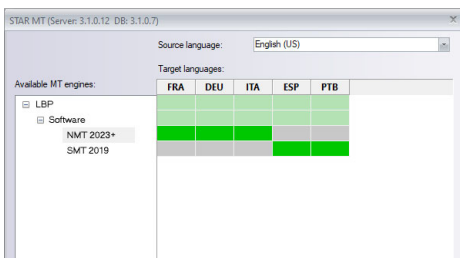 STAR MT (Server: 3.1.0.12 DB: 3.1.0.7)
Source language: English (US)
Target languages:
Available MT engines: FRA DEU ITA ESP PTB
LBP
Software
NMT 2023+
SMT 2019